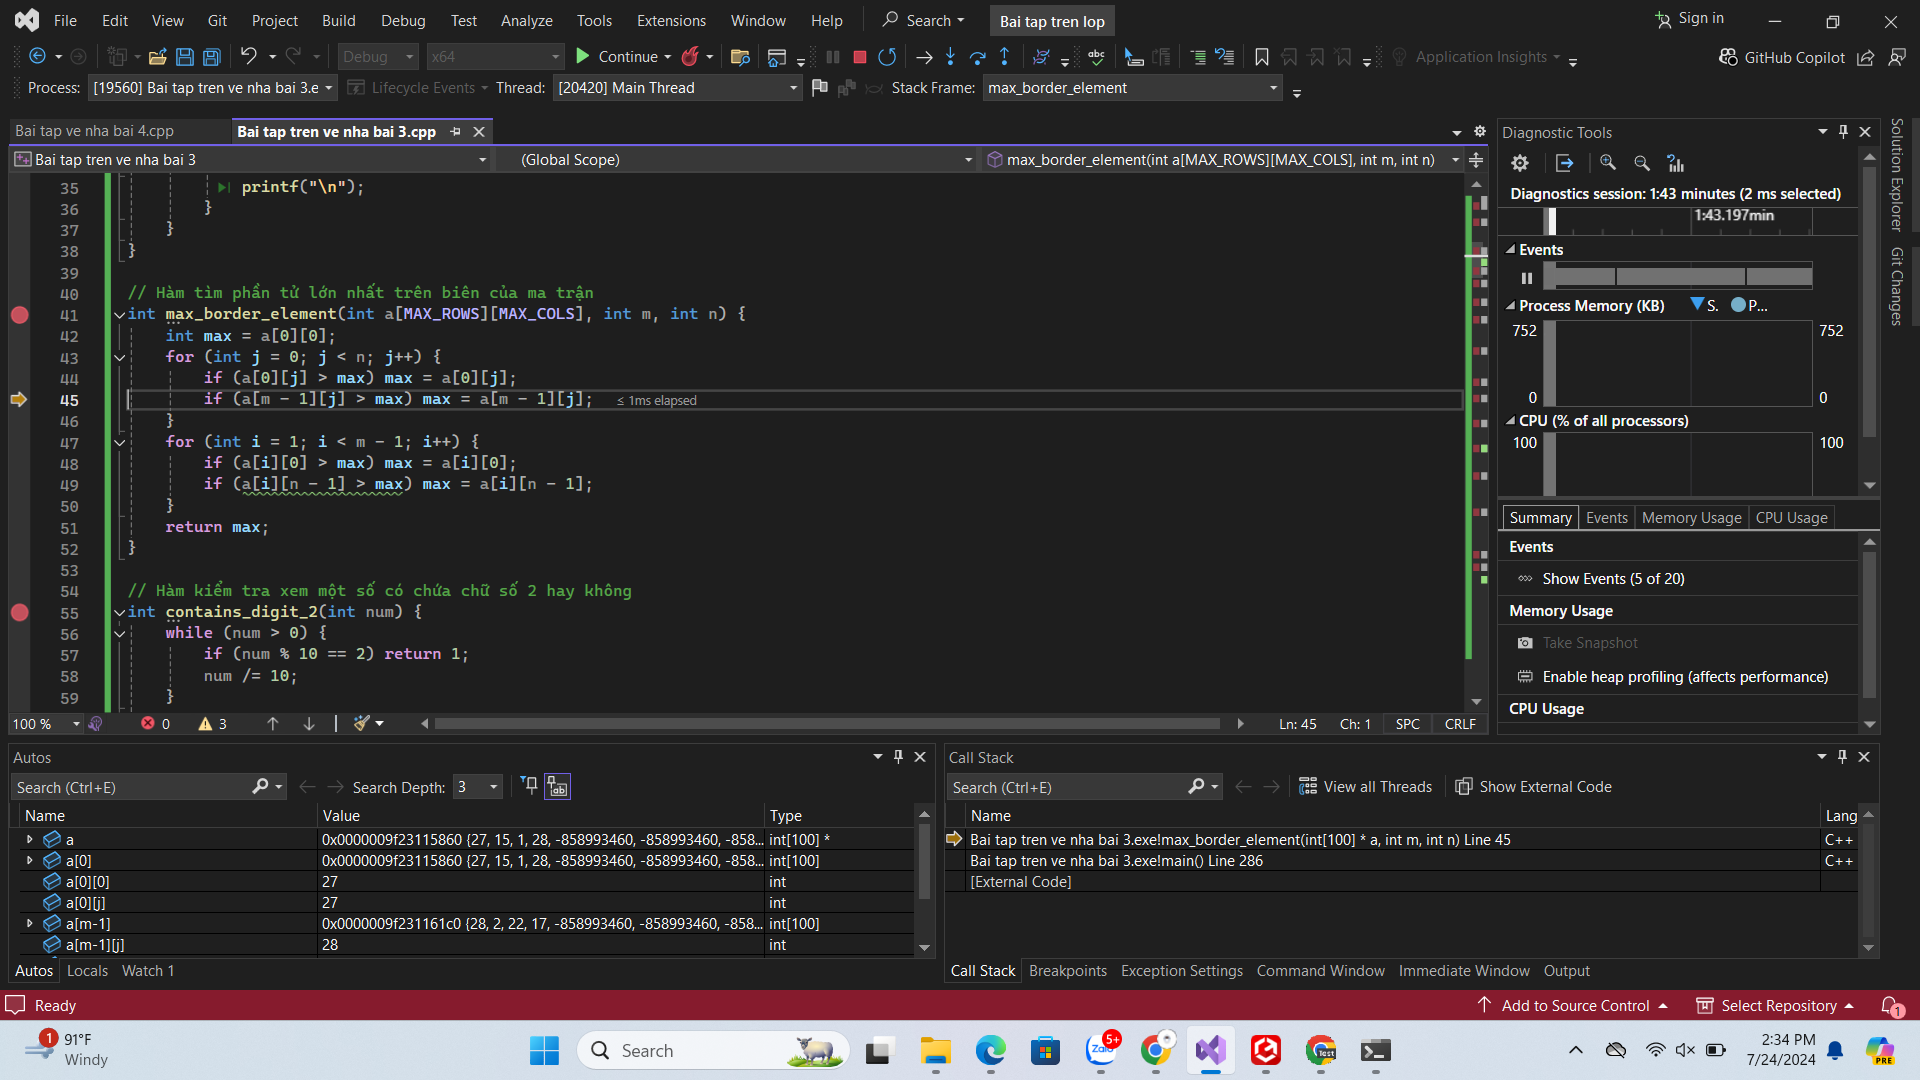 File Edit View Git Project Build Debug Test Analyze Tools Extensions Window Help Search Bai tap tren lop Sign in
Debug x64 Continue Application Insights GitHub Copilot
Process: [19560] Bai tap tren ve nha bai 3.e Lifecycle Events Thread: [20420] Main Thread Stack Frame: max_border_element
Bai tap ve nha bai 4.cpp Bai tap tren ve nha bai 3.cpp
Bai tap tren ve nha bai 3 (Global Scope) max_border_element(int a[MAX_ROWS][MAX_COLS], int m, int n)
35 printf("\n");
36 }
37 }
38 }
39
40 // Hàm tìm phần tử lớn nhất trên biên của ma trận
41 int max_border_element(int a[MAX_ROWS][MAX_COLS], int m, int n) {
42 int max = a[0][0];
43 for (int j = 0; j < n; j++) {
44 if (a[0][j] > max) max = a[0][j];
45 if (a[m - 1][j] > max) max = a[m - 1][j]; ≤ 1ms elapsed
46 }
47 for (int i = 1; i < m - 1; i++) {
48 if (a[i][0] > max) max = a[i][0];
49 if (a[i][n - 1] > max) max = a[i][n - 1];
50 }
51 return max;
52 }
53
54 // Hàm kiểm tra xem một số có chứa chữ số 2 hay không
55 int contains_digit_2(int num) {
56 while (num > 0) {
57 if (num % 10 == 2) return 1;
58 num /= 10;
59 }
100 % 0 3 Ln: 45 Ch: 1 SPC CRLF
Diagnostic Tools
Diagnostics session: 1:43 minutes (2 ms selected)
1:43.197min
Events
Process Memory (KB) S. P...
752 752
0 0
CPU (% of all processors)
100 100
Summary Events Memory Usage CPU Usage
Events
Show Events (5 of 20)
Memory Usage
Take Snapshot
Enable heap profiling (affects performance)
CPU Usage
Solution Explorer
Git Changes
Autos
Search (Ctrl+E) Search Depth: 3
Name Value Type
a 0x0000009f23115860 {27, 15, 1, 28, -858993460, -858993460, -858... int[100] *
a[0] 0x0000009f23115860 {27, 15, 1, 28, -858993460, -858993460, -858... int[100]
a[0][0] 27 int
a[0][j] 27 int
a[m-1] 0x0000009f231161c0 {28, 2, 22, 17, -858993460, -858993460, -858... int[100]
a[m-1][j] 28 int
Autos Locals Watch 1
Call Stack
Search (Ctrl+E) View all Threads Show External Code
Name Lang
Bai tap tren ve nha bai 3.exe!max_border_element(int[100] * a, int m, int n) Line 45 C++
Bai tap tren ve nha bai 3.exe!main() Line 286 C++
[External Code]
Call Stack Breakpoints Exception Settings Command Window Immediate Window Output
Ready Add to Source Control Select Repository 1
1 91°F
Windy
Search
Zalo 5+
Test
2:34 PM
7/24/2024
PRE